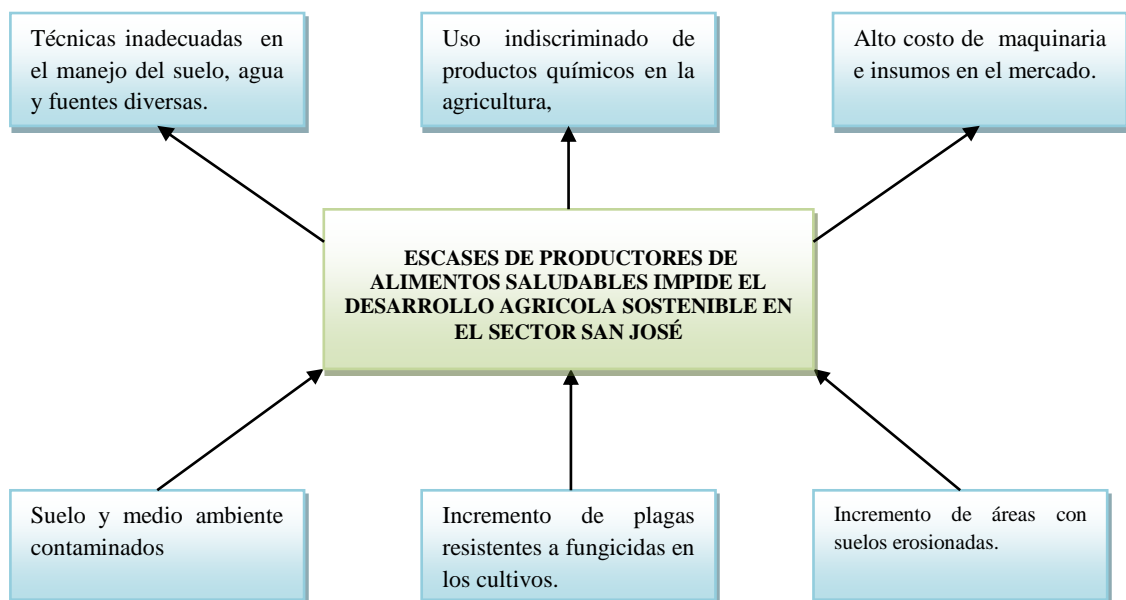 Técnicas inadecuadas en
el manejo del suelo, agua
y fuentes diversas.
Uso indiscriminado de
productos químicos en la
agricultura,
Alto costo de maquinaria
e insumos en el mercado.
ESCASES DE PRODUCTORES DE
ALIMENTOS SALUDABLES IMPIDE EL
DESARROLLO AGRICOLA SOSTENIBLE EN
EL SECTOR SAN JOSÉ
Suelo y medio ambiente
contaminados
Incremento de plagas
resistentes a fungicidas en
los cultivos.
Incremento de áreas con
suelos erosionadas.